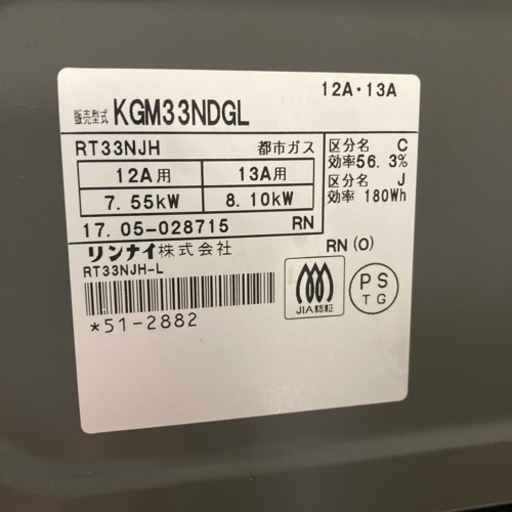 12A・13A
販売型式 KGM33NDGL
RT33NJH 都市ガス
12A用 13A用
7.55kW 8.10kW
17.05-028715 RN
区分名 C
効率56.3%
区分名 J
効率 180Wh
リンナイ株式会社
RN (O)
RT33NJH-L
*51-2882
JIA認証
PS
TG